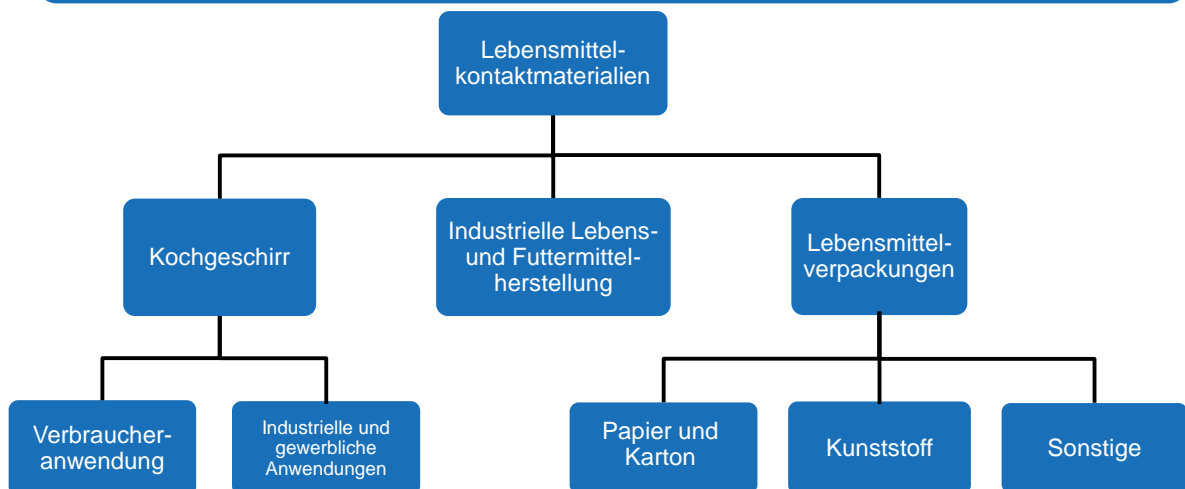 Lebensmittel-
kontaktmaterialien
Kochgeschirr
Industrielle Lebens-
und Futtermittel-
herstellung
Lebensmittel-
verpackungen
Verbraucher-
anwendung
Industrielle und
gewerbliche
Anwendungen
Papier und
Karton
Kunststoff
Sonstige